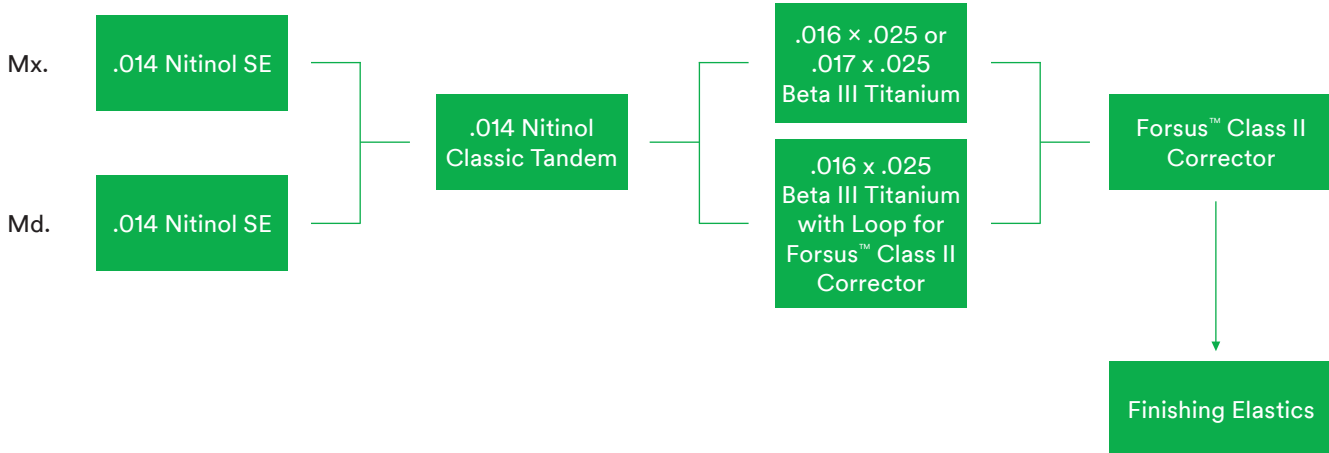 Mx.
.014 Nitinol SE
Md.
.014 Nitinol SE
.014 Nitinol
Classic Tandem
.016 × .025 or
.017 x .025
Beta III Titanium
.016 x .025
Beta III Titanium
with Loop for
Forsus™ Class II
Corrector
Forsus™ Class II
Corrector
Finishing Elastics